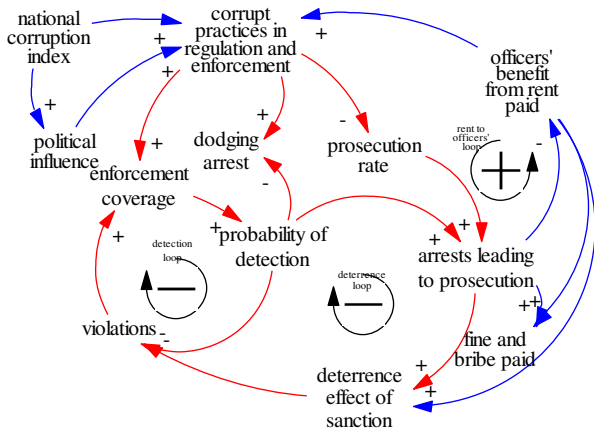 national
corruption
index
+
corrupt
practices in
regulation and
enforcement
+
+
+
officers'
benefit
from rent
paid
+
political
influence
+
dodging
arrest
-
+
-
prosecution
rate
rent to
officers'
loop
+
-
enforcement
coverage
+
+
probability of
detection
+
+
arrests leading
to prosecution
detection
loop
—
deterrence
loop
—
violations
-
+
+
fine and
bribe paid
+
+
deterrence
effect of
sanction